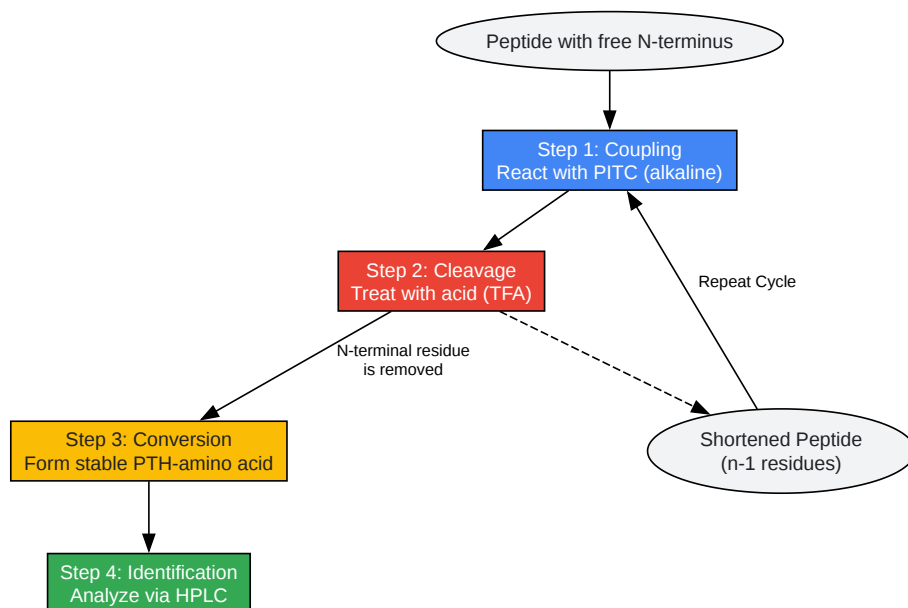 Peptide with free N-terminus
Step 1: Coupling
React with PITC (alkaline)
Step 2: Cleavage
Treat with acid (TFA)
Repeat Cycle
N-terminal residue
is removed
Step 3: Conversion
Form stable PTH-amino acid
Shortened Peptide
(n-1 residues)
Step 4: Identification
Analyze via HPLC